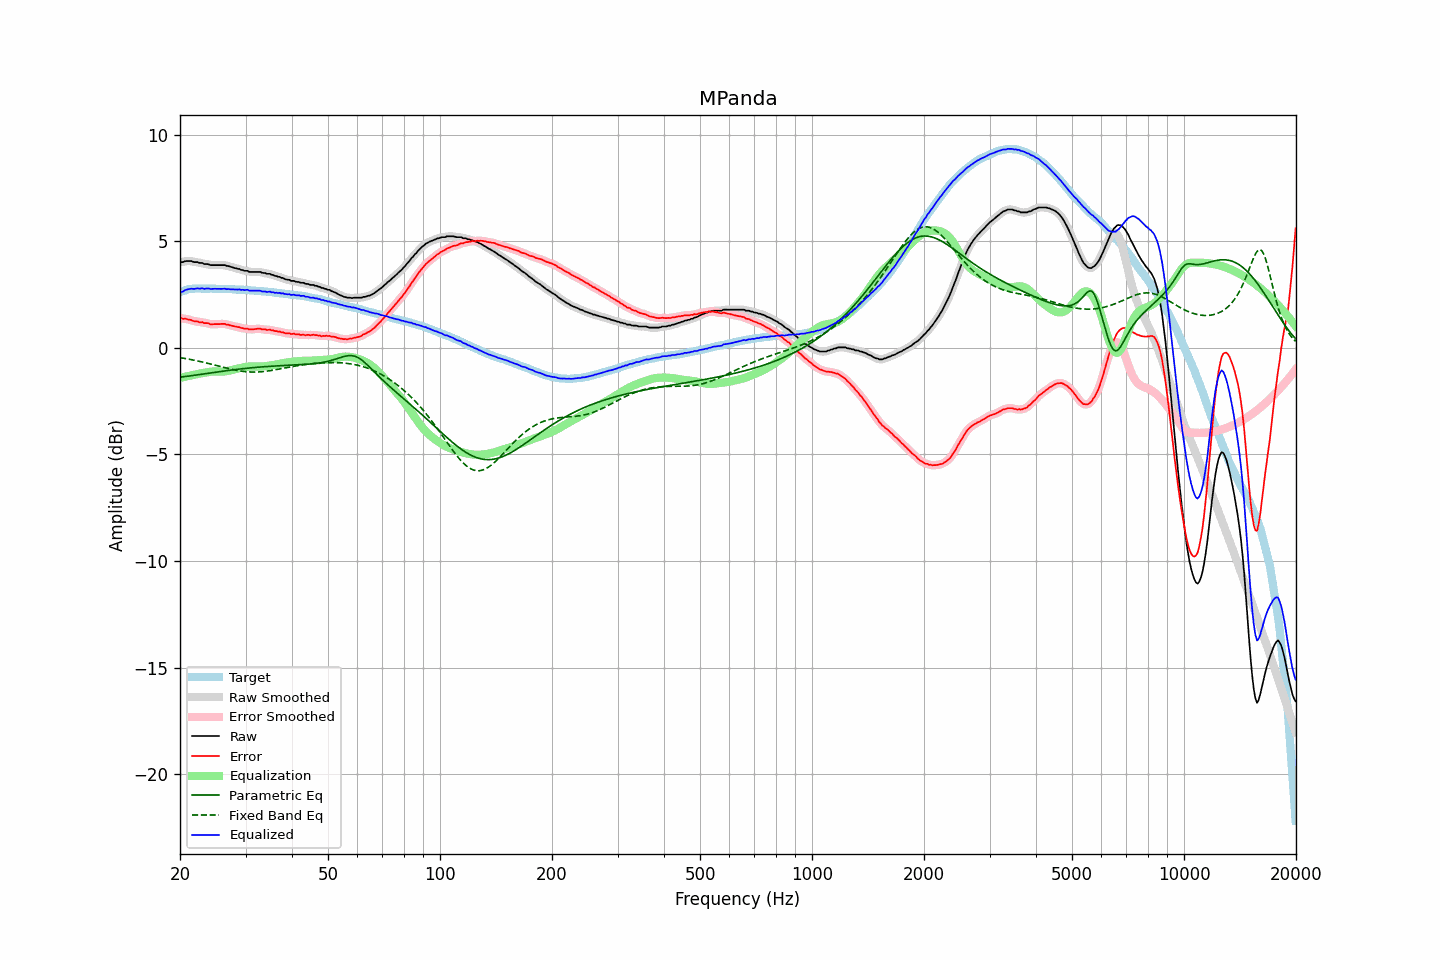 MPanda
Amplitude (dBr)
10
5
0
−5
−10
−15
−20
Target
Raw Smoothed
Error Smoothed
Raw
Error
Equalization
Parametric Eq
Fixed Band Eq
Equalized
20 50 100 200 500 1000 2000 5000 10000 20000
Frequency (Hz)